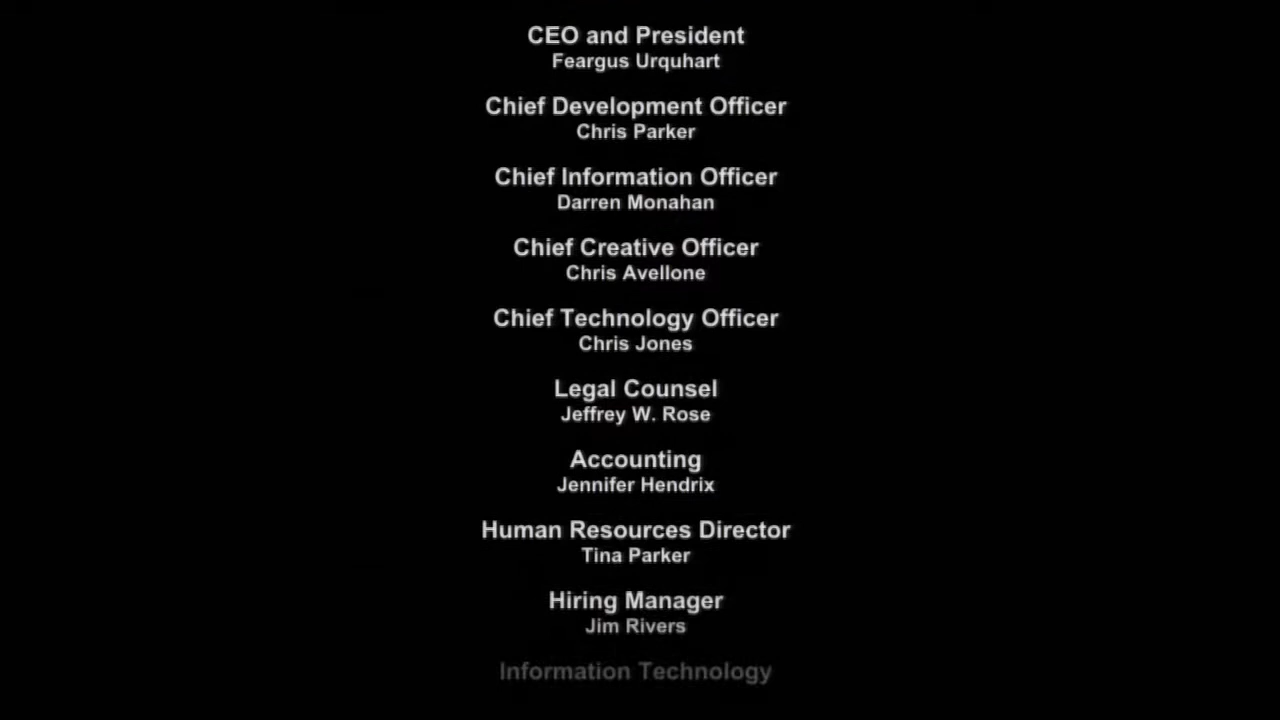 CEO and President
Feargus Urquhart
Chief Development Officer
Chris Parker
Chief Information Officer
Darren Monahan
Chief Creative Officer
Chris Avellone
Chief Technology Officer
Chris Jones
Legal Counsel
Jeffrey W. Rose
Accounting
Jennifer Hendrix
Human Resources Director
Tina Parker
Hiring Manager
Jim Rivers
Information Technology